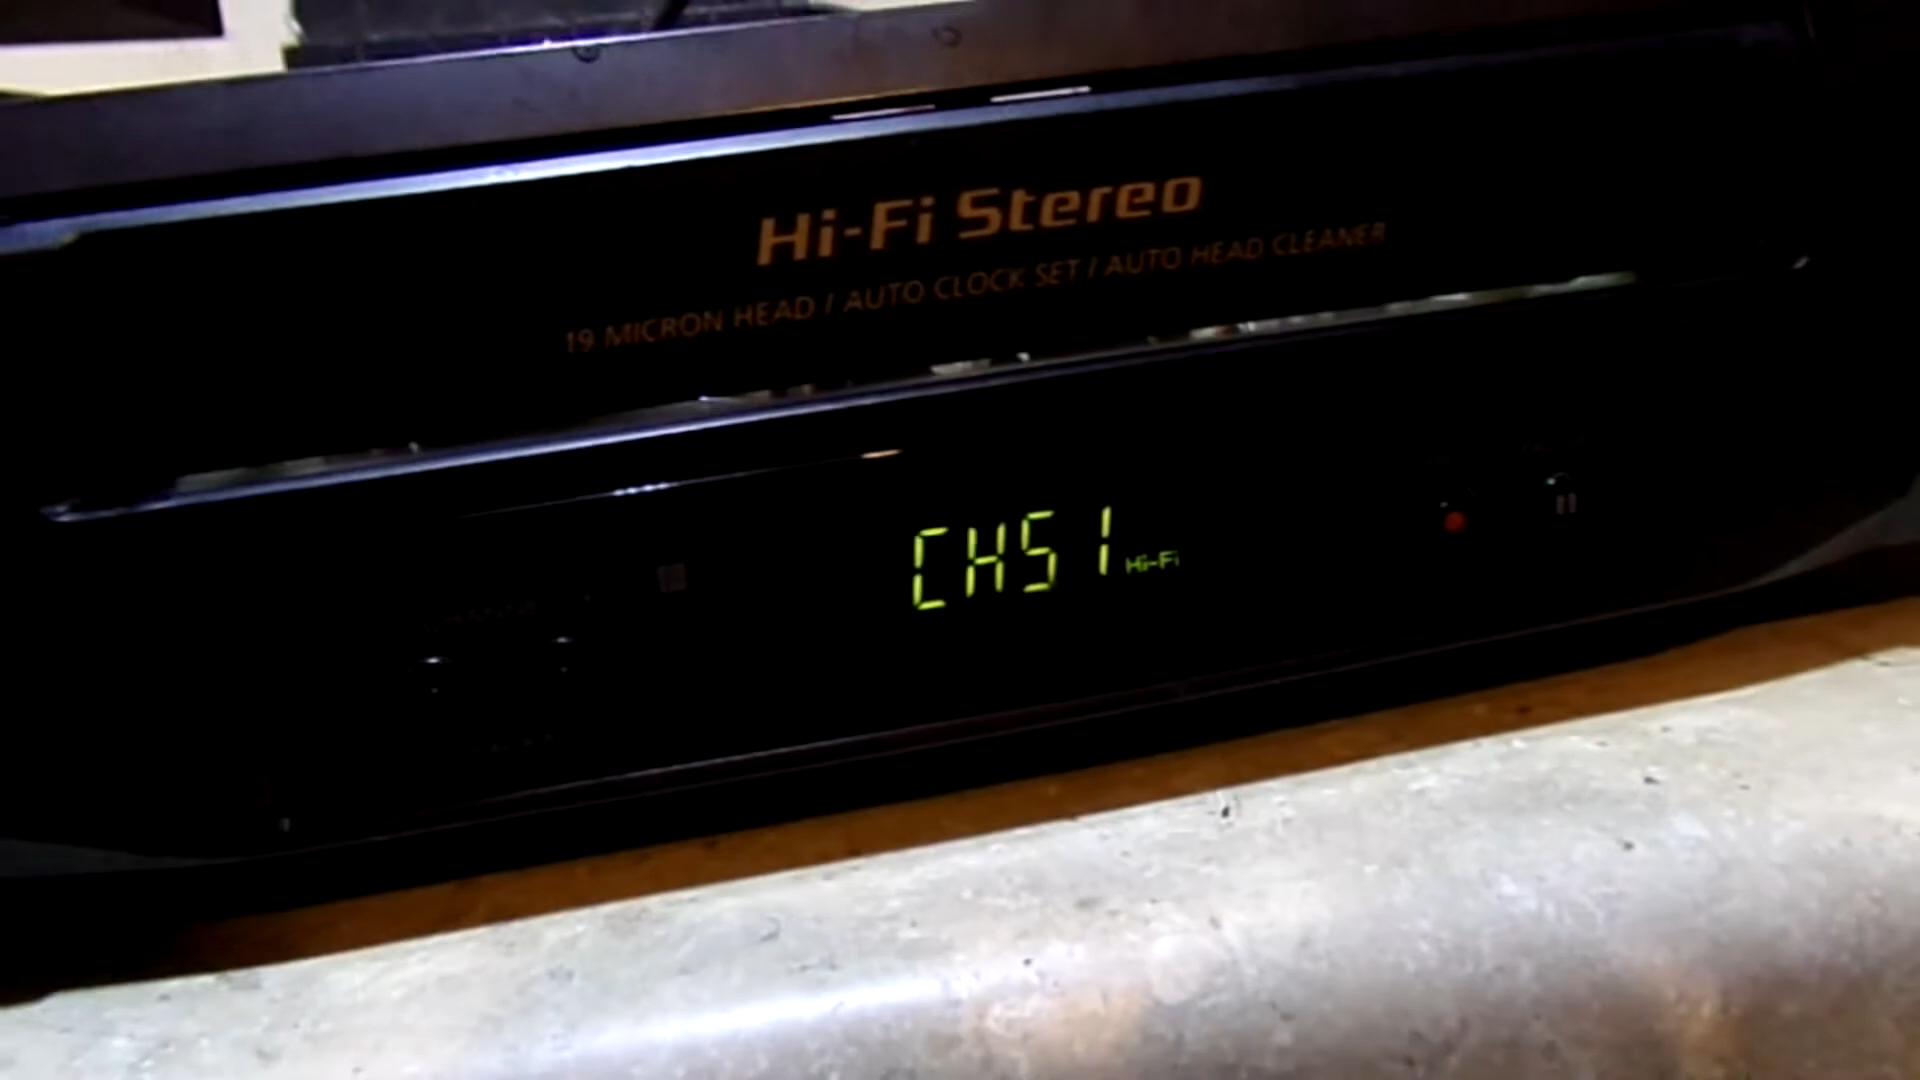 Hi-Fi Stereo
19 MICRON HEAD / AUTO CLOCK SET / AUTO HEAD CLEANER
CH51 Hi-Fi